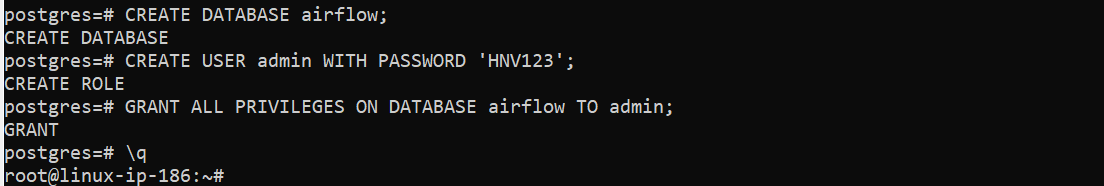 postgres=# CREATE DATABASE airflow;
CREATE DATABASE
postgres=# CREATE USER admin WITH PASSWORD 'HNV123';
CREATE ROLE
postgres=# GRANT ALL PRIVILEGES ON DATABASE airflow TO admin;
GRANT
postgres=# \q
root@linux-ip-186:~#